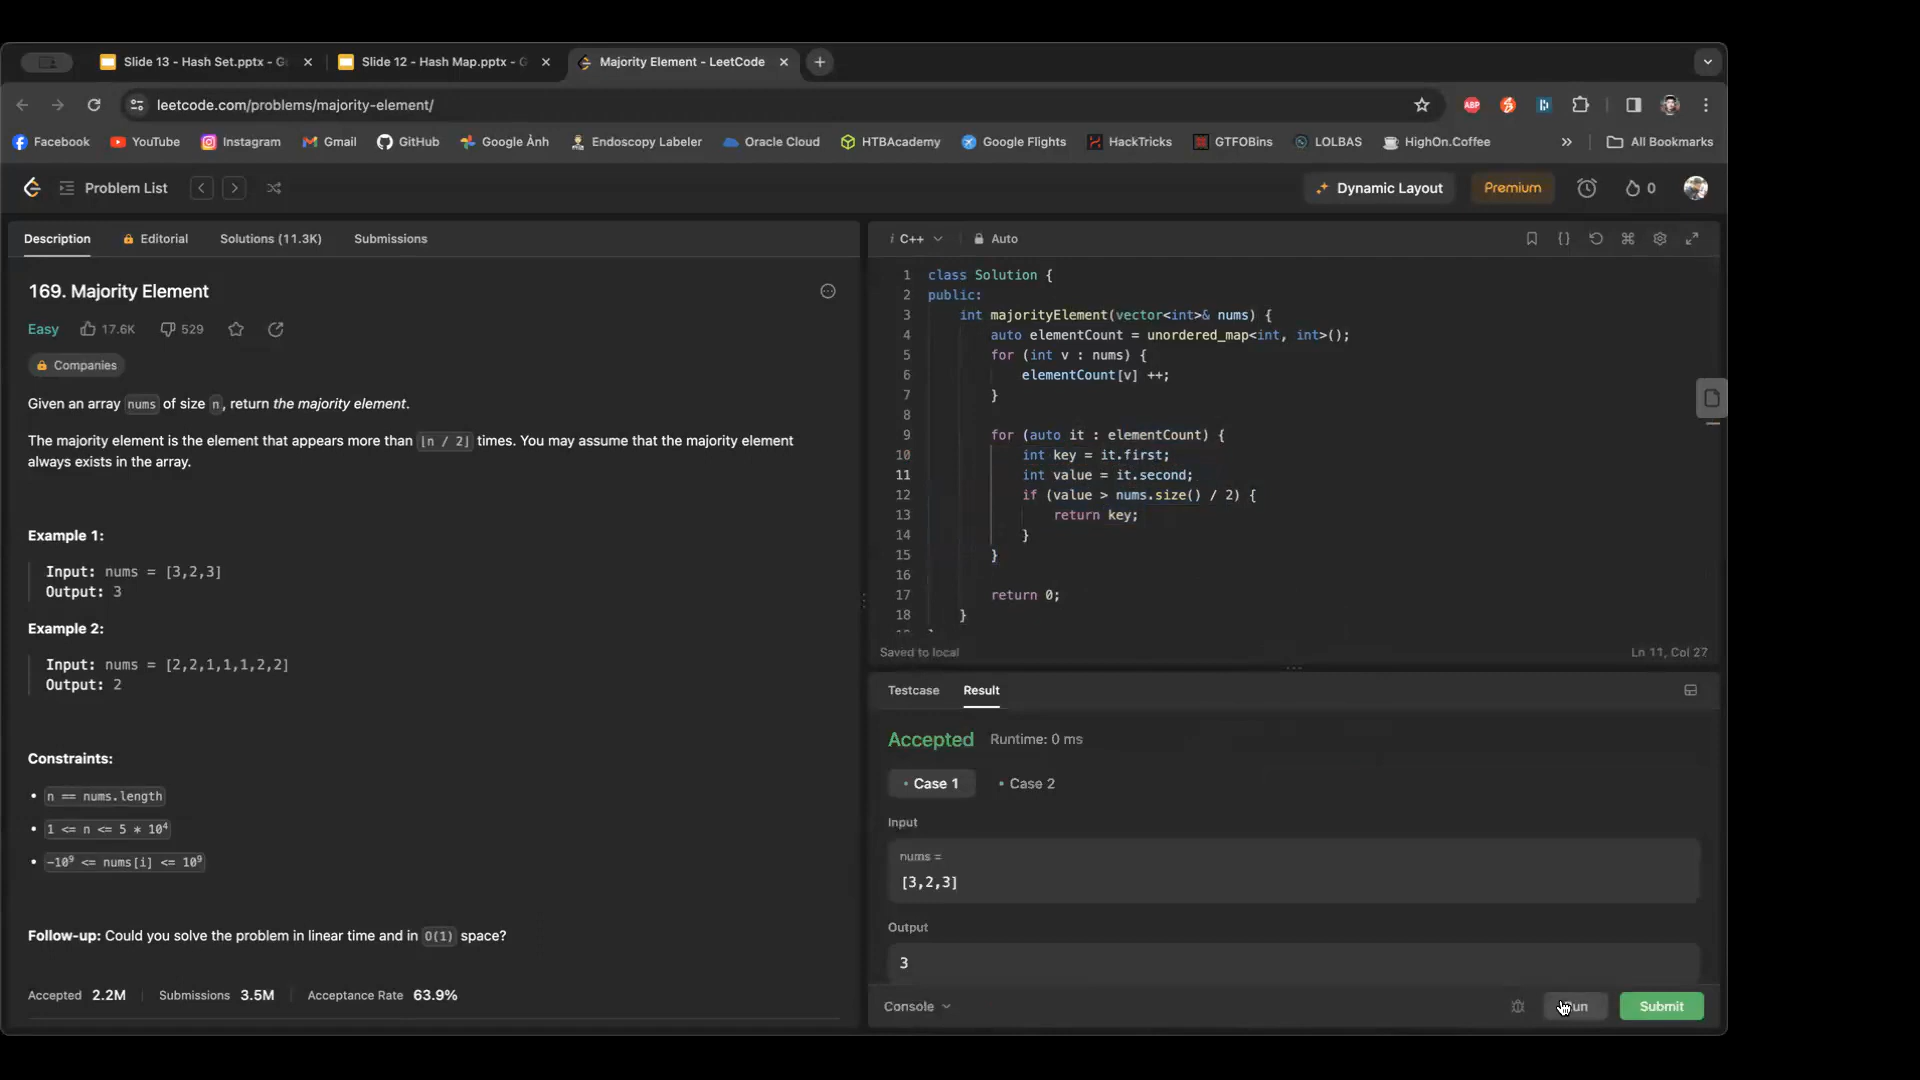 Slide 13 - Hash Set.pptx - G
Slide 12 - Hash Map.pptx - G
Majority Element - LeetCode
leetcode.com/problems/majority-element/
ABP
Facebook
YouTube
Instagram
Gmail
GitHub
Google Ảnh
Endoscopy Labeler
Oracle Cloud
HTBAcademy
Google Flights
HackTricks
GTFOBins
LOLBAS
HighOn.Coffee
»
All Bookmarks
Problem List
Dynamic Layout
Premium
0
Description
Editorial
Solutions (11.3K)
Submissions
169. Majority Element
Easy
17.6K
529
Companies
Given an array nums of size n, return the majority element.
The majority element is the element that appears more than ⌊n / 2⌋ times. You may assume that the majority element
always exists in the array.
Example 1:
Input: nums = [3,2,3]
Output: 3
Example 2:
Input: nums = [2,2,1,1,1,2,2]
Output: 2
Constraints:
• n == nums.length
• 1 <= n <= 5 * 10⁴
• -10⁹ <= nums[i] <= 10⁹
Follow-up: Could you solve the problem in linear time and in O(1) space?
Accepted 2.2M
Submissions 3.5M
Acceptance Rate 63.9%
i C++
Auto
1 class Solution {
2 public:
3 int majorityElement(vector<int>& nums) {
4 auto elementCount = unordered_map<int, int>();
5 for (int v : nums) {
6 elementCount[v] ++;
7 }
8
9 for (auto it : elementCount) {
10 int key = it.first;
11 int value = it.second;
12 if (value > nums.size() / 2) {
13 return key;
14 }
15 }
16
17 return 0;
18 }
Saved to local
Ln 11, Col 27
Testcase
Result
Accepted
Runtime: 0 ms
• Case 1
• Case 2
Input
nums =
[3,2,3]
Output
3
Console
Submit